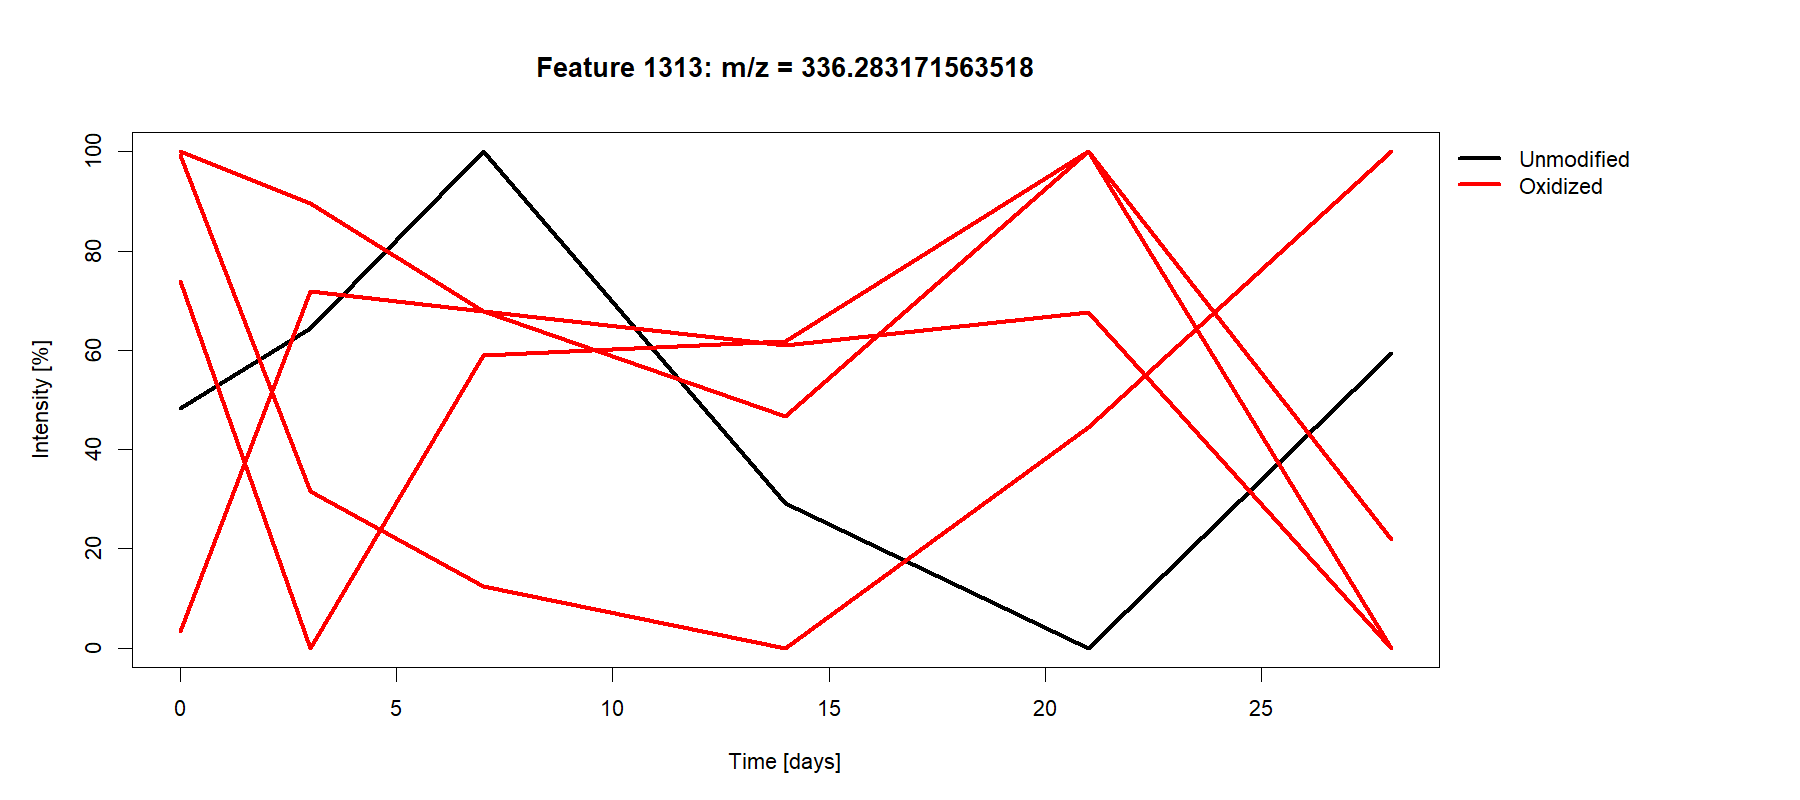 Feature 1313: m/z = 336.283171563518
Unmodified
Oxidized
Intensity [%]
100
80
60
40
20
0
0 5 10 15 20 25
Time [days]